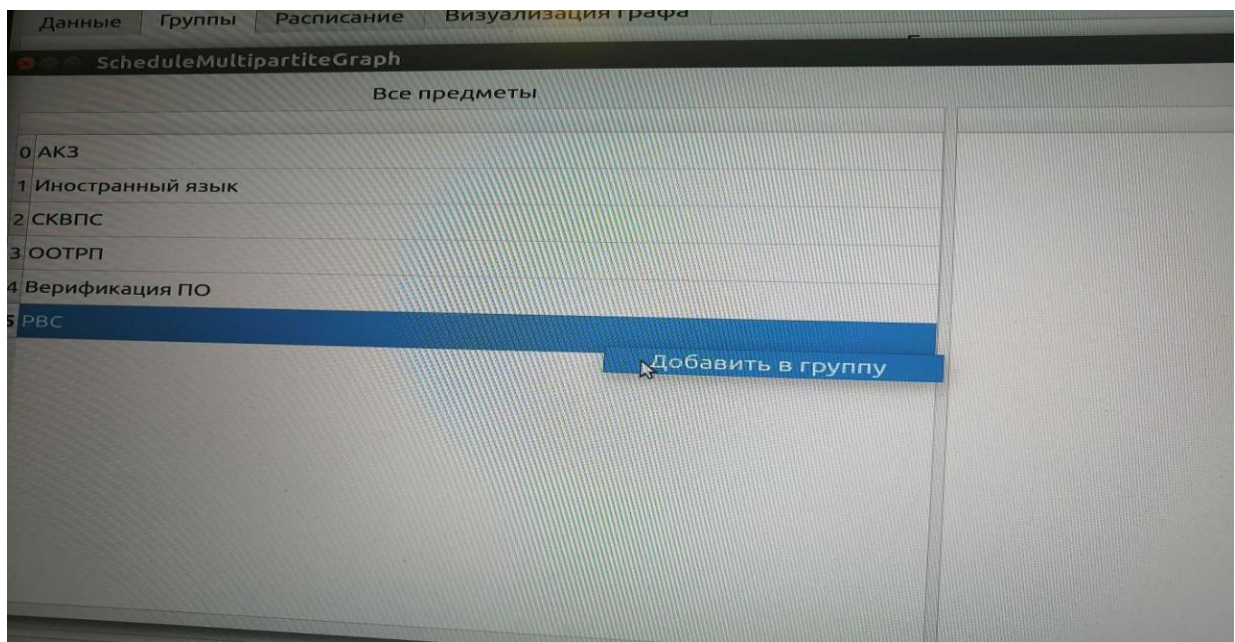 Данные Группы Расписание Визуализация графа
ScheduleMultipartiteGraph
Все предметы
0 АКЗ
1 Иностранный язык
2 СКВПС
3 ООТРП
4 Верификация ПО
5 РВС
Добавить в группу